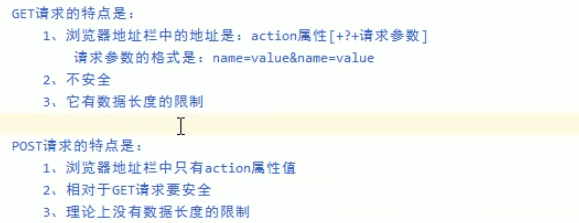 GET请求的特点是：
1、浏览器地址栏中的地址是：action属性[+?+请求参数]
请求参数的格式是：name=value&name=value
2、不安全
3、它有数据长度的限制
POST请求的特点是：
1、浏览器地址栏中只有action属性值
2、相对于GET请求要安全
3、理论上没有数据长度的限制